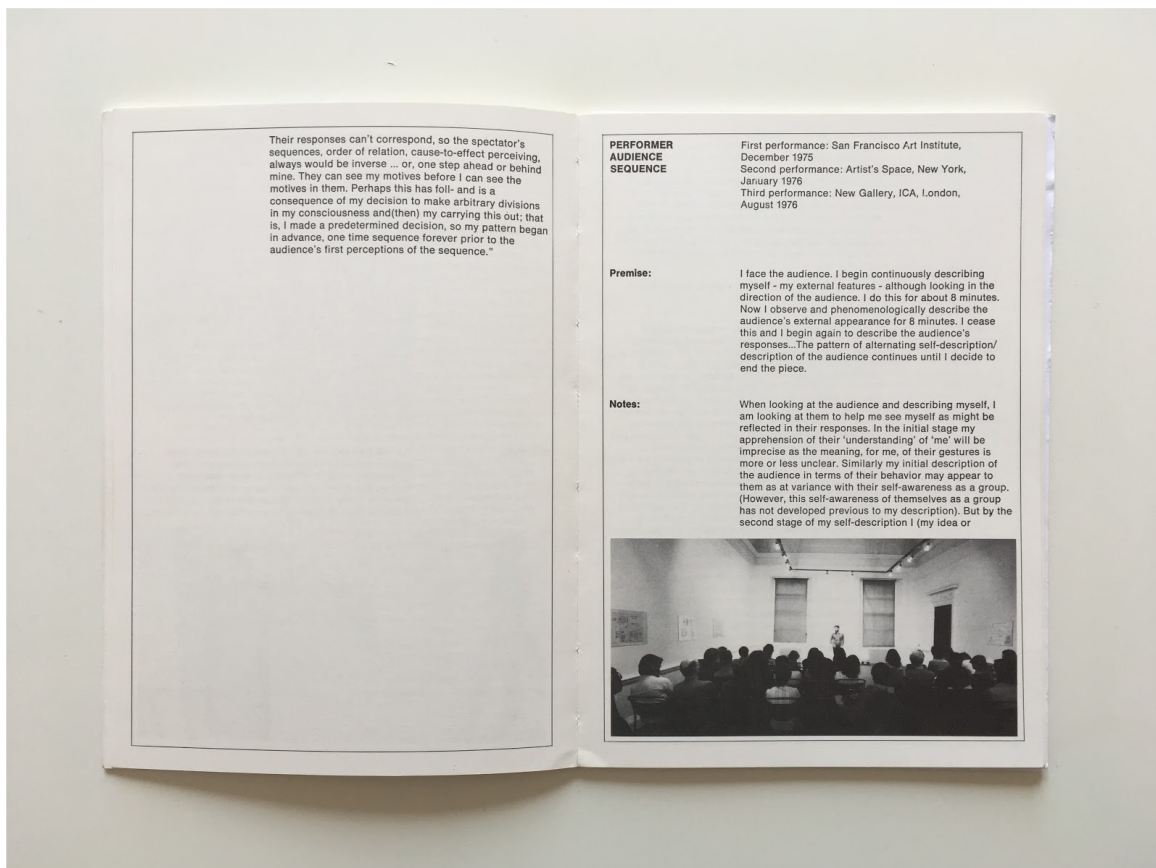 Their responses can't correspond, so the spectator's
sequences, order of relation, cause-to-effect perceiving,
always would be inverse ... or, one step ahead or behind
mine. They can see my motives before I can see the
motives in them. Perhaps this has foll- and is a
consequence of my decision to make arbitrary divisions
in my consciousness and(then) my carrying this out; that
is, I made a predetermined decision, so my pattern began
in advance, one time sequence forever prior to the
audience's first perceptions of the sequence."
PERFORMER
AUDIENCE
SEQUENCE
First performance: San Francisco Art Institute,
December 1975
Second performance: Artist's Space, New York,
January 1976
Third performance: New Gallery, ICA, London,
August 1976
Premise:
I face the audience. I begin continuously describing
myself - my external features - although looking in the
direction of the audience. I do this for about 8 minutes.
Now I observe and phenomenologically describe the
audience's external appearance for 8 minutes. I cease
this and I begin again to describe the audience's
responses...The pattern of alternating self-description/
description of the audience continues until I decide to
end the piece.
Notes:
When looking at the audience and describing myself, I
am looking at them to help me see myself as might be
reflected in their responses. In the initial stage my
apprehension of their 'understanding' of 'me' will be
imprecise as the meaning, for me, of their gestures is
more or less unclear. Similarly my initial description of
the audience in terms of their behavior may appear to
them as at variance with their self-awareness as a group.
(However, this self-awareness of themselves as a group
has not developed previous to my description). But by the
second stage of my self-description I (my idea or